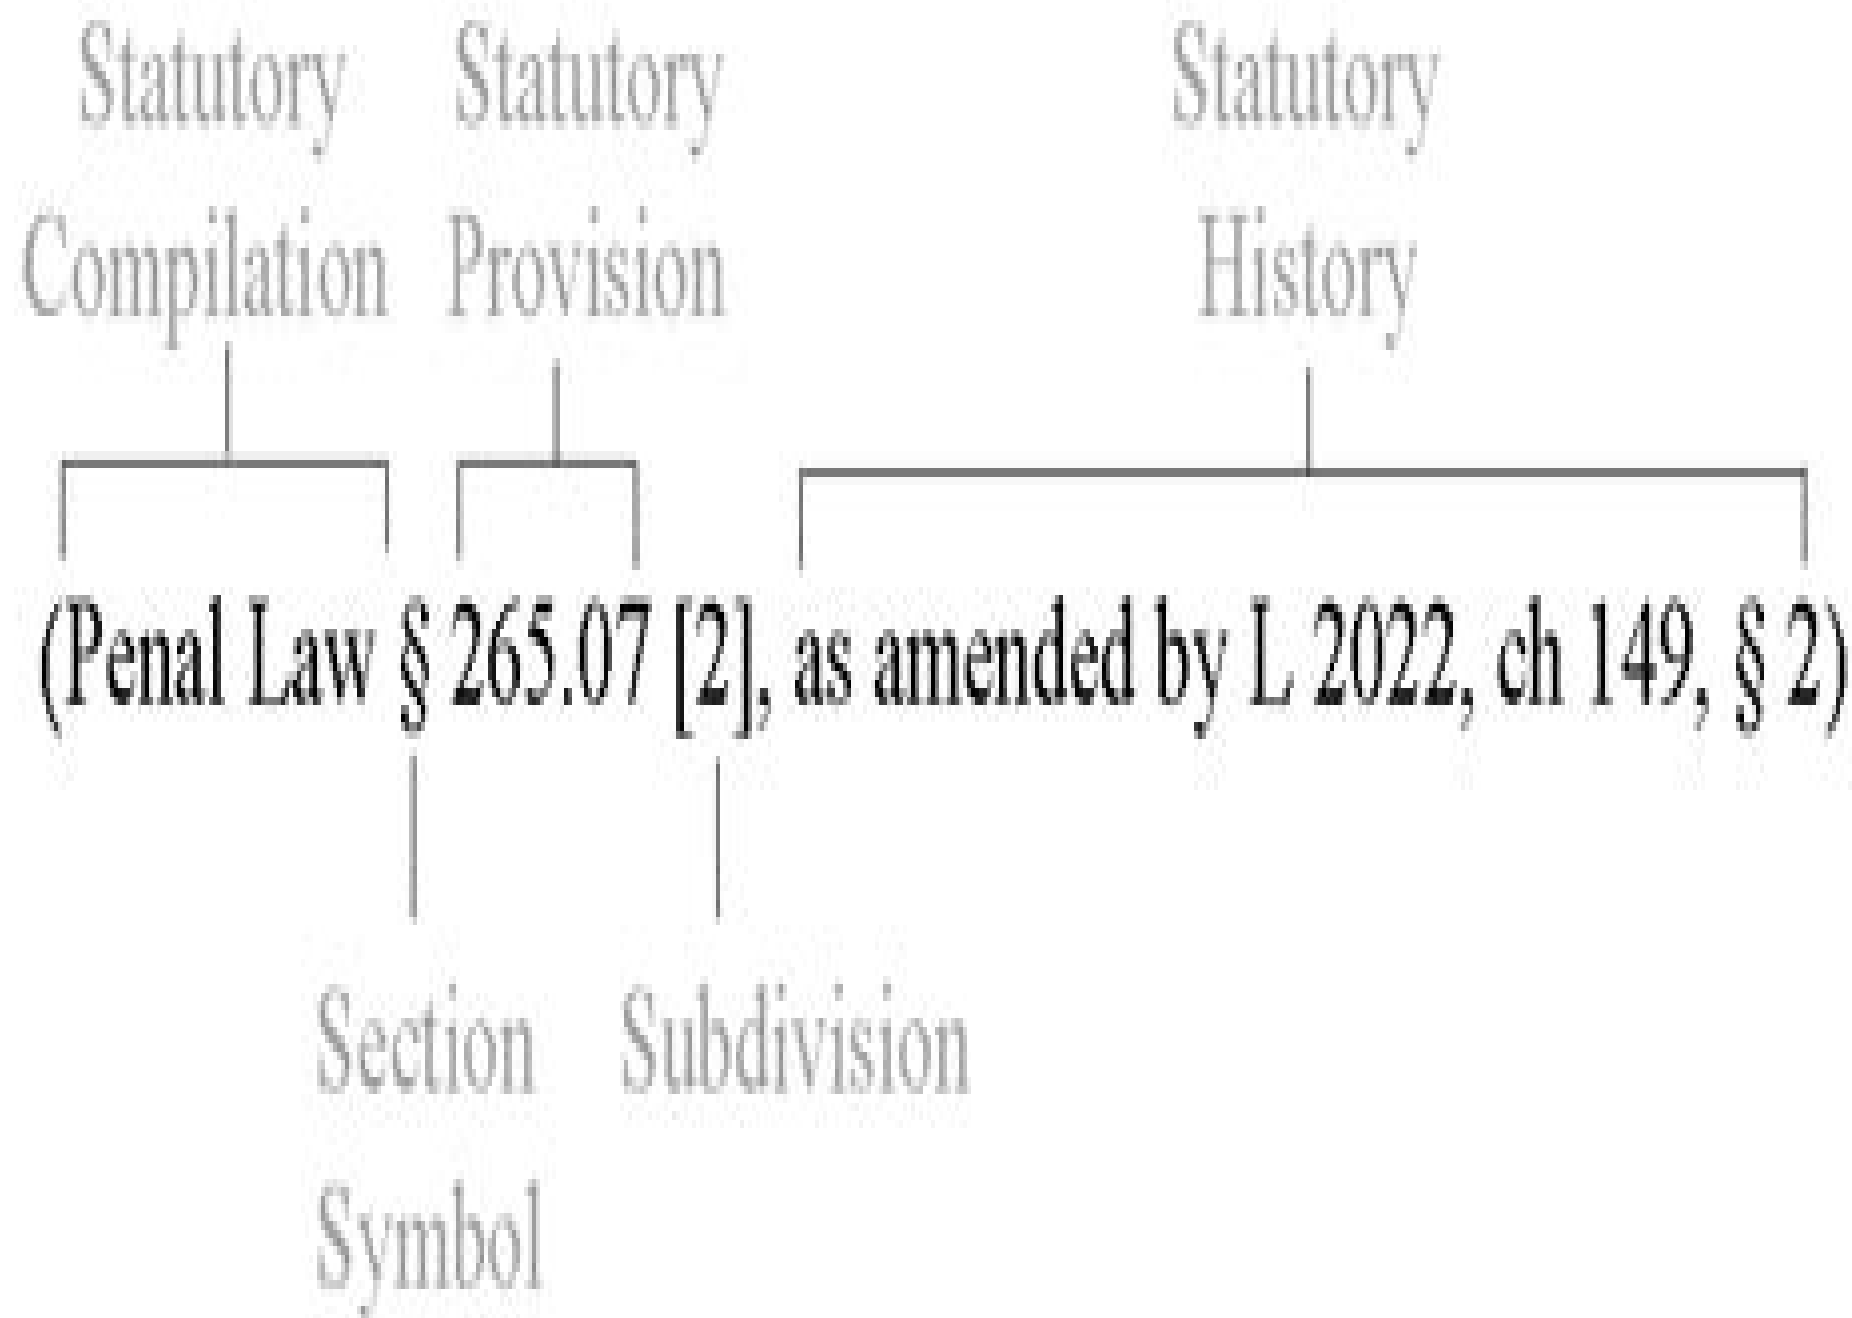 Statutory Compilation
Statutory Provision
Statutory History
(Penal Law § 265.07 [2], as amended by L 2022, ch 149, § 2)
Section Symbol
Subdivision